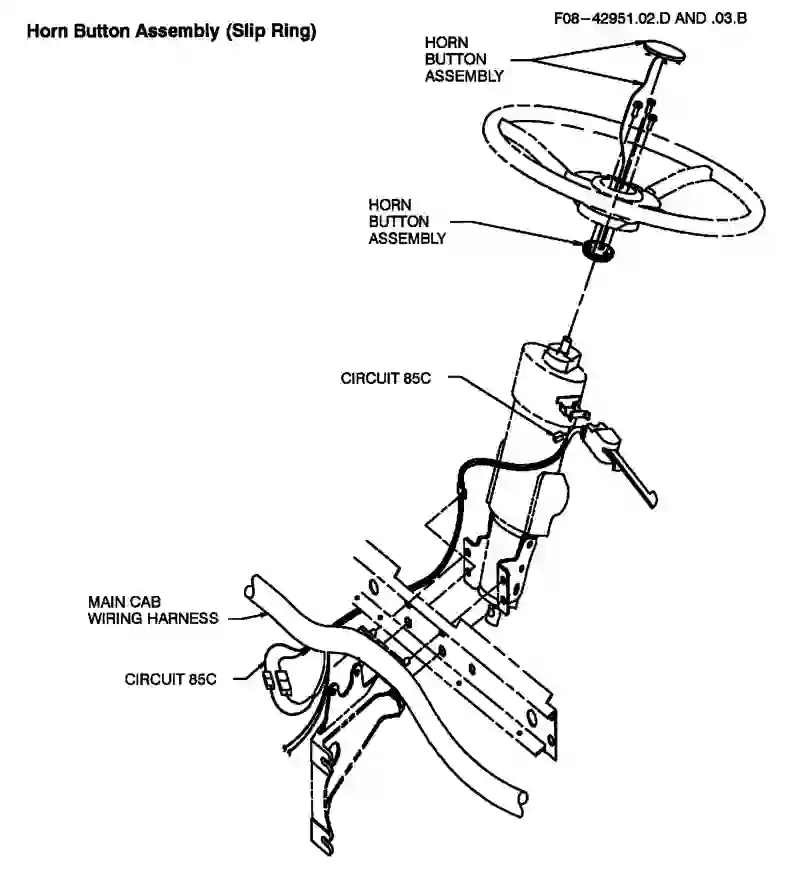 Horn Button Assembly (Slip Ring)
F08-42951.02.D AND .03.B
HORN
BUTTON
ASSEMBLY
HORN
BUTTON
ASSEMBLY
CIRCUIT 85C
MAIN CAB
WIRING HARNESS
CIRCUIT 85C